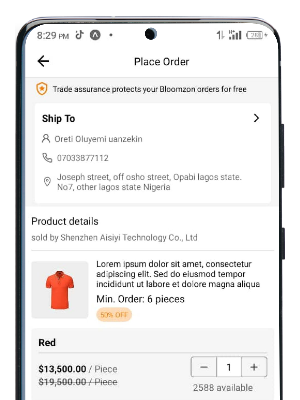 8:29 PM
Place Order
Trade assurance protects your Bloomzon orders for free
Ship To
Oreti Oluyemi uanzekin
07033877112
Joseph street, off osho street, Opabi lagos state.
No7, other lagos state Nigeria
Product details
sold by Shenzhen Aisiyi Technology Co., Ltd
Lorem ipsum dolor sit amet, consectetur
adipiscing elit. Sed do eiusmod tempor
incididunt ut labore et dolore magna aliqua
Min. Order: 6 pieces
50% OFF
Red
$13,500.00 / Piece
− 1 +
$19,500.00 / Piece
2588 available